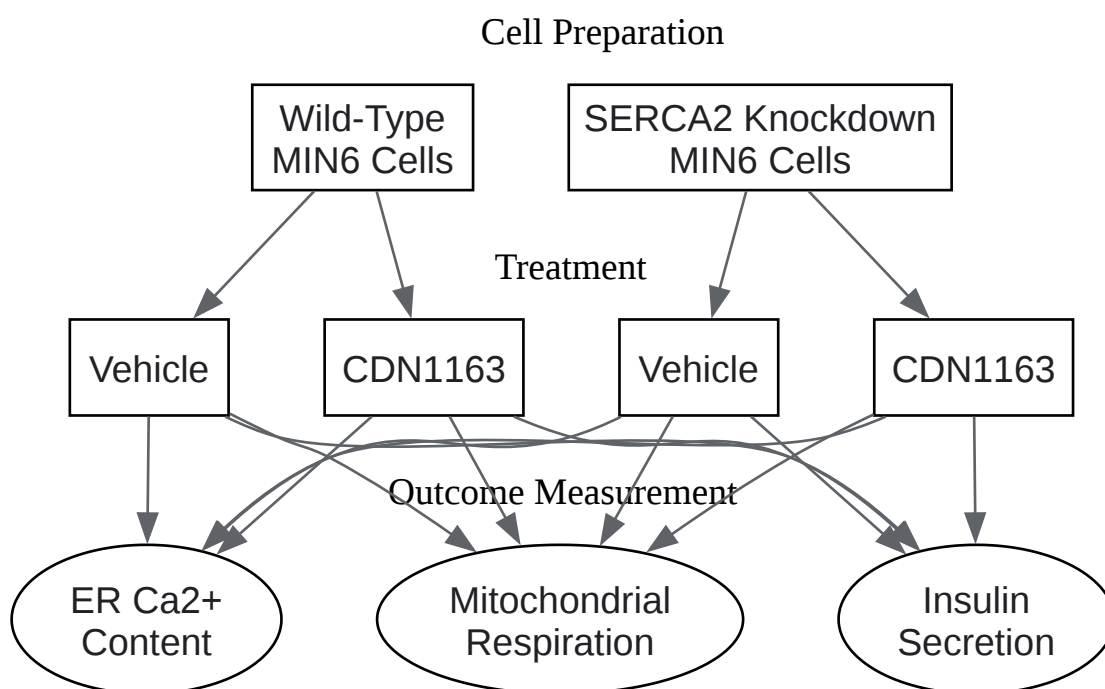 Cell Preparation
Wild-Type
MIN6 Cells
SERCA2 Knockdown
MIN6 Cells
Treatment
Vehicle
CDN1163
Vehicle
CDN1163
Outcome Measurement
ER Ca2+
Content
Mitochondrial
Respiration
Insulin
Secretion